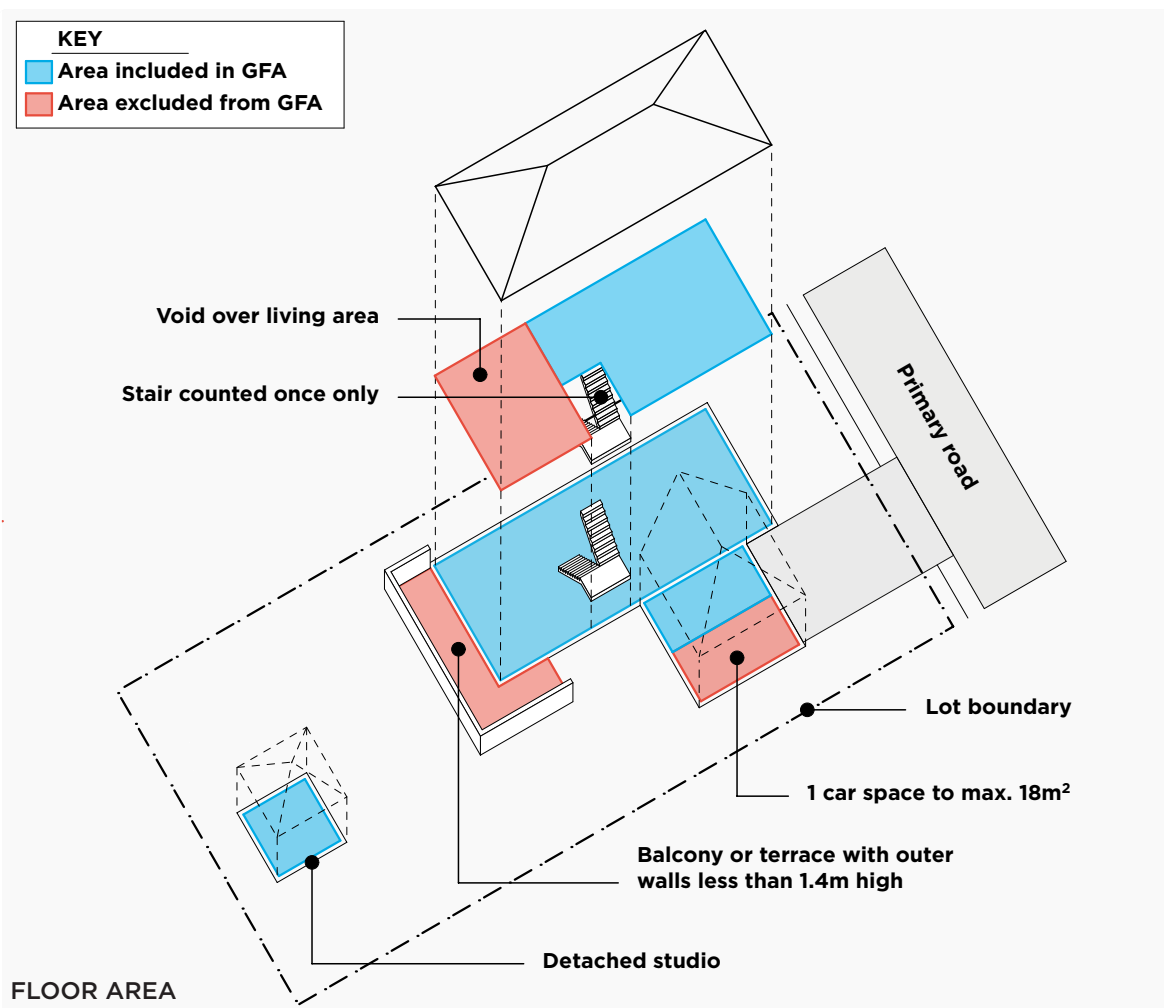 KEY
Area included in GFA
Area excluded from GFA
Void over living area
Stair counted once only
Primary road
Lot boundary
1 car space to max. 18m²
Balcony or terrace with outer
walls less than 1.4m high
Detached studio
FLOOR AREA